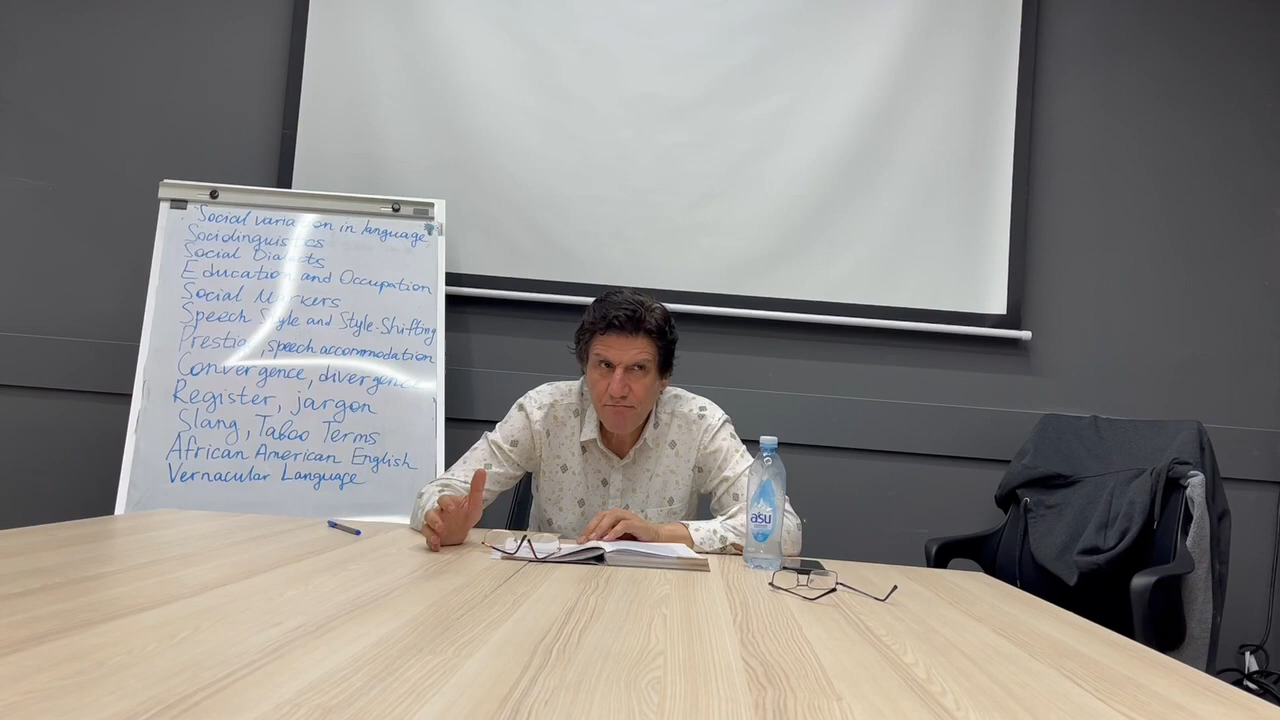 Social variation in language
Sociolinguistics
Social Dialects
Education and Occupation
Social Markers
Speech Style and Style-Shifting
, speech accommodation
Convergence, divergence
Register, jargon
Slang, Taboo Terms
African American English
Vernacular Language
asu